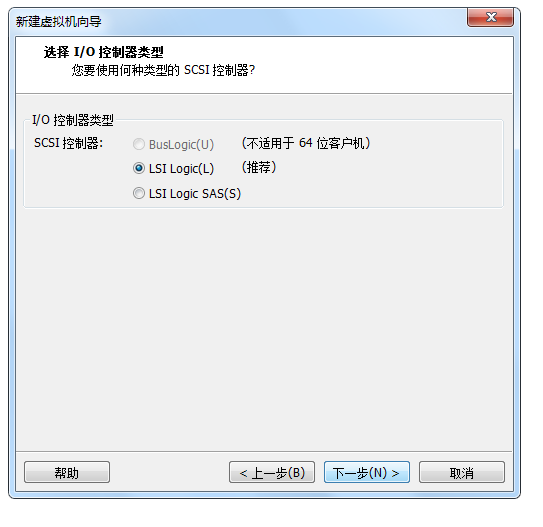 新建虚拟机向导
选择 I/O 控制器类型
您要使用何种类型的 SCSI 控制器?
I/O 控制器类型
SCSI 控制器: BusLogic(U) (不适用于 64 位客户机)
LSI Logic(L) (推荐)
LSI Logic SAS(S)
帮助 < 上一步(B) 下一步(N) > 取消